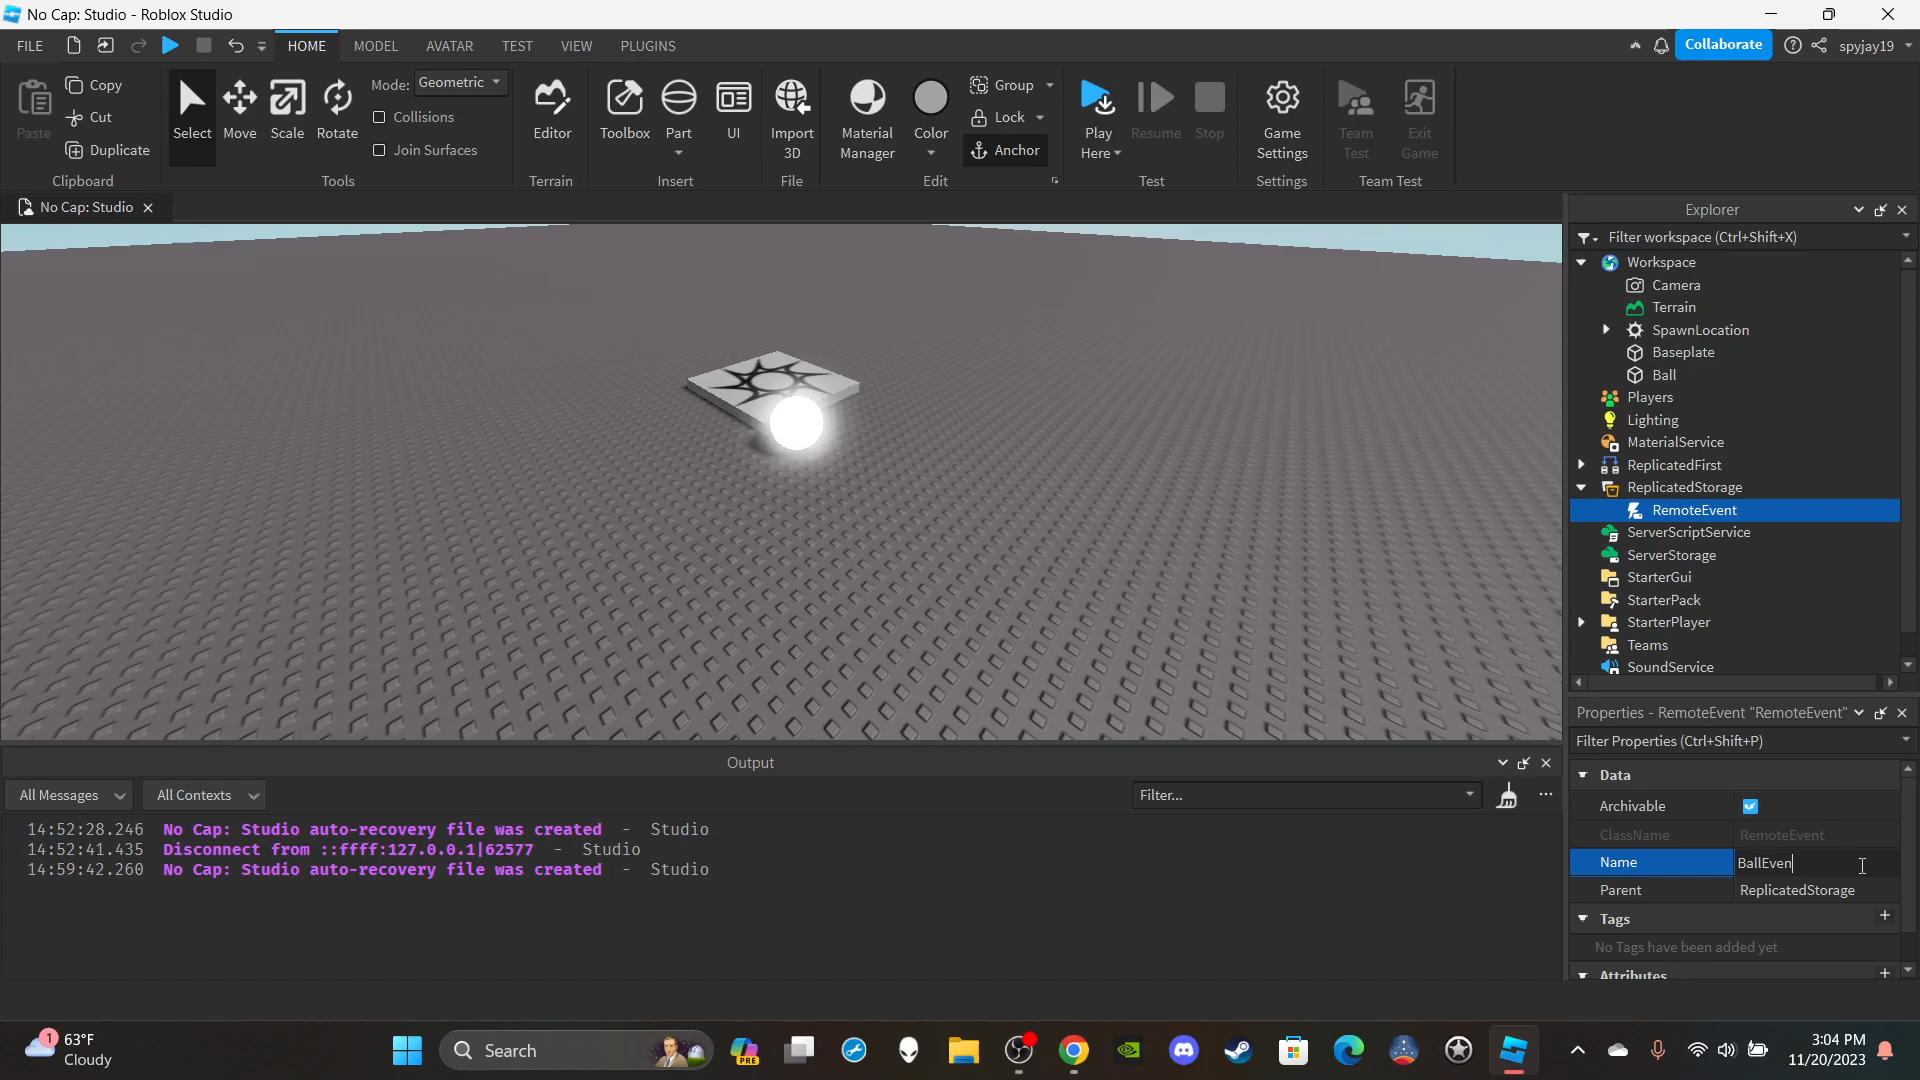 No Cap: Studio - Roblox Studio
FILE HOME MODEL AVATAR TEST VIEW PLUGINS Collaborate spyjay19
Paste
Copy
Cut
Duplicate
Clipboard
Select Move Scale Rotate
Mode: Geometric
Collisions
Join Surfaces
Tools
Editor
Terrain
Toolbox Part UI
Insert
Import
3D
File
Material
Manager
Color
Group
Lock
Anchor
Edit
Play
Here
Resume Stop
Test
Game
Settings
Settings
Team
Test
Exit
Game
Team Test
No Cap: Studio
Explorer
Filter workspace (Ctrl+Shift+X)
Workspace
Camera
Terrain
SpawnLocation
Baseplate
Ball
Players
Lighting
MaterialService
ReplicatedFirst
ReplicatedStorage
RemoteEvent
ServerScriptService
ServerStorage
StarterGui
StarterPack
StarterPlayer
Teams
SoundService
Properties - RemoteEvent "RemoteEvent"
Filter Properties (Ctrl+Shift+P)
Data
Archivable
ClassName RemoteEvent
Name BallEven
Parent ReplicatedStorage
Tags
No Tags have been added yet
Attributes
Output
All Messages All Contexts Filter...
14:52:28.246 No Cap: Studio auto-recovery file was created - Studio
14:52:41.435 Disconnect from ::ffff:127.0.0.1|62577 - Studio
14:59:42.260 No Cap: Studio auto-recovery file was created - Studio
1
63°F
Cloudy
Search
PRE
3:04 PM
11/20/2023